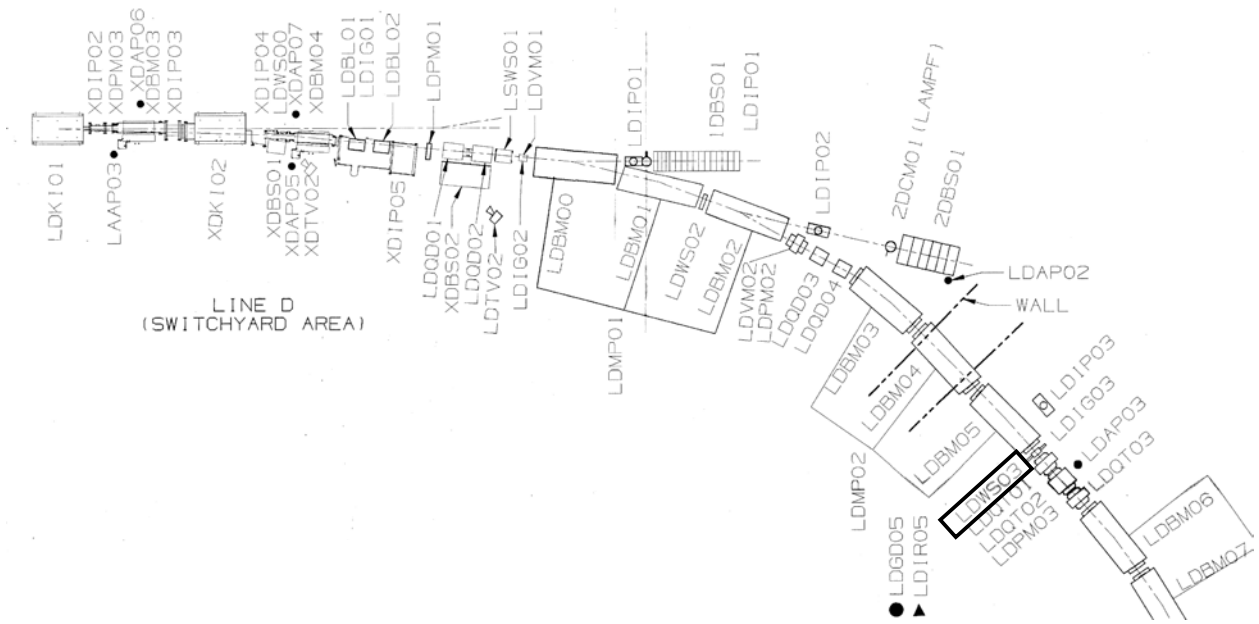 XDIP02
XDPM03
XDAP06
XDBM03
XDIP03
XDIP04
LDWS00
XDAP07
XDBM04
LDBL01
LDIG01
LDBL02
LDPM01
LSWS01
LDVM01
LDIP01
1DBS01
LDIP01
LDIP02
2DCM01 (LAMPF)
2DBS01
LDKI01
LAAP03
XDKI02
XDBS01
XDAP05
XDTV02
XDIP05
LDQD01
XDBS02
LDQD02
LDTV02
LDIG02
LDBM00
LDMP01
LDBM01
LDWS02
LDBM02
LDVM02
LDPM02
LDQD03
LDQD04
LDAP02
WALL
LINE D
(SWITCHYARD AREA)
LDBM03
LDBM04
LDBM05
LDMP02
LDIP03
LDIG03
LDAP03
LDQT03
LDWS03
LDQT01
LDQT02
LDPM03
LDBM06
LDBM07
LDGD05
LDIR05